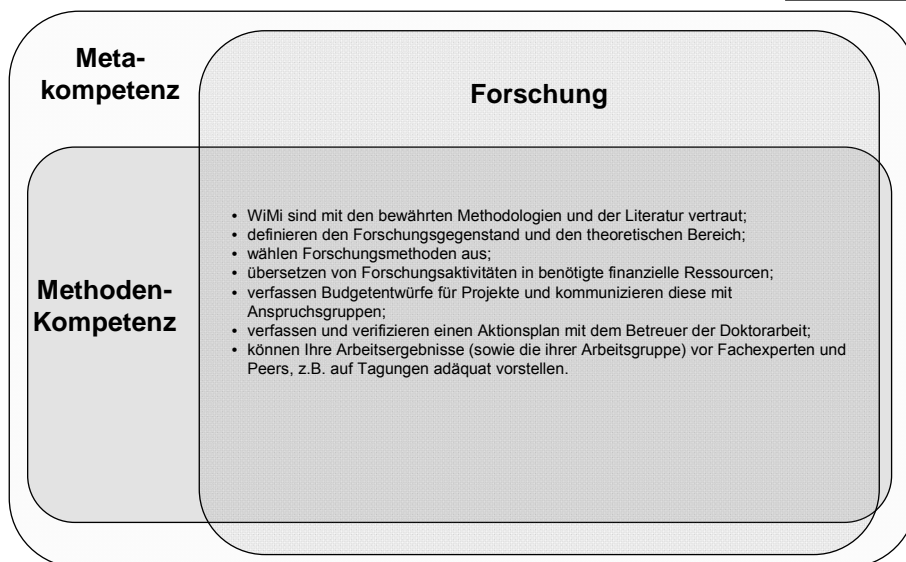 Meta-
kompetenz
Forschung
Methoden-
Kompetenz
• WiMi sind mit den bewährten Methodologien und der Literatur vertraut;
• definieren den Forschungsgegenstand und den theoretischen Bereich;
• wählen Forschungsmethoden aus;
• übersetzen von Forschungsaktivitäten in benötigte finanzielle Ressourcen;
• verfassen Budgetentwürfe für Projekte und kommunizieren diese mit
Anspruchsgruppen;
• verfassen und verifizieren einen Aktionsplan mit dem Betreuer der Doktorarbeit;
• können Ihre Arbeitsergebnisse (sowie die ihrer Arbeitsgruppe) vor Fachexperten und
Peers, z.B. auf Tagungen adäquat vorstellen.